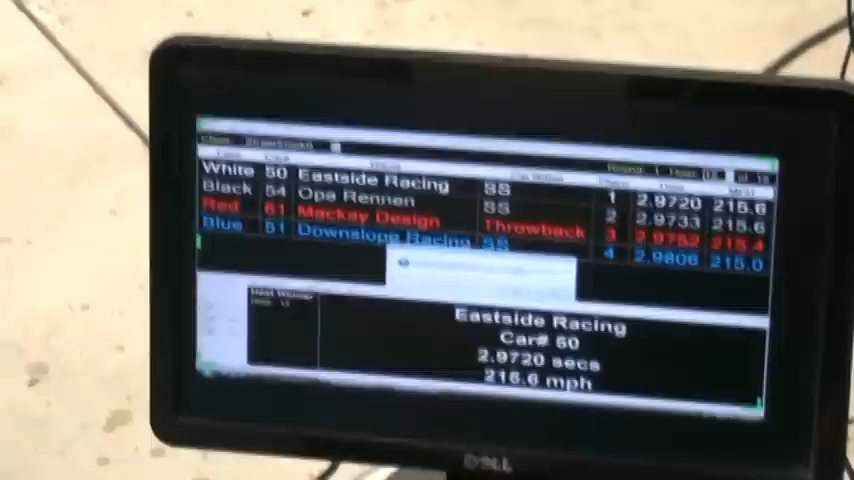 White 50 Eastside Racing SS 1 2.9720 215.6
Black 54 Ops Rennen SS 2 2.9733 215.6
Red 61 Mackay Design Throwback 3 2.9752 215.4
Blue 51 Downslope Racing SS 4 2.9806 215.0
Eastside Racing
Car# 50
2.9720 secs
215.6 mph
DELL